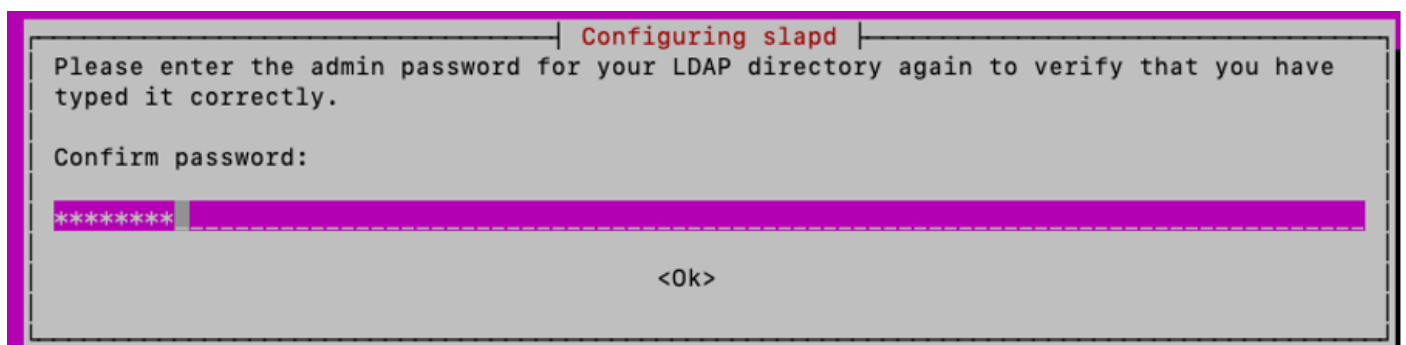 Configuring slapd
Please enter the admin password for your LDAP directory again to verify that you have
typed it correctly.
Confirm password:
********
<Ok>